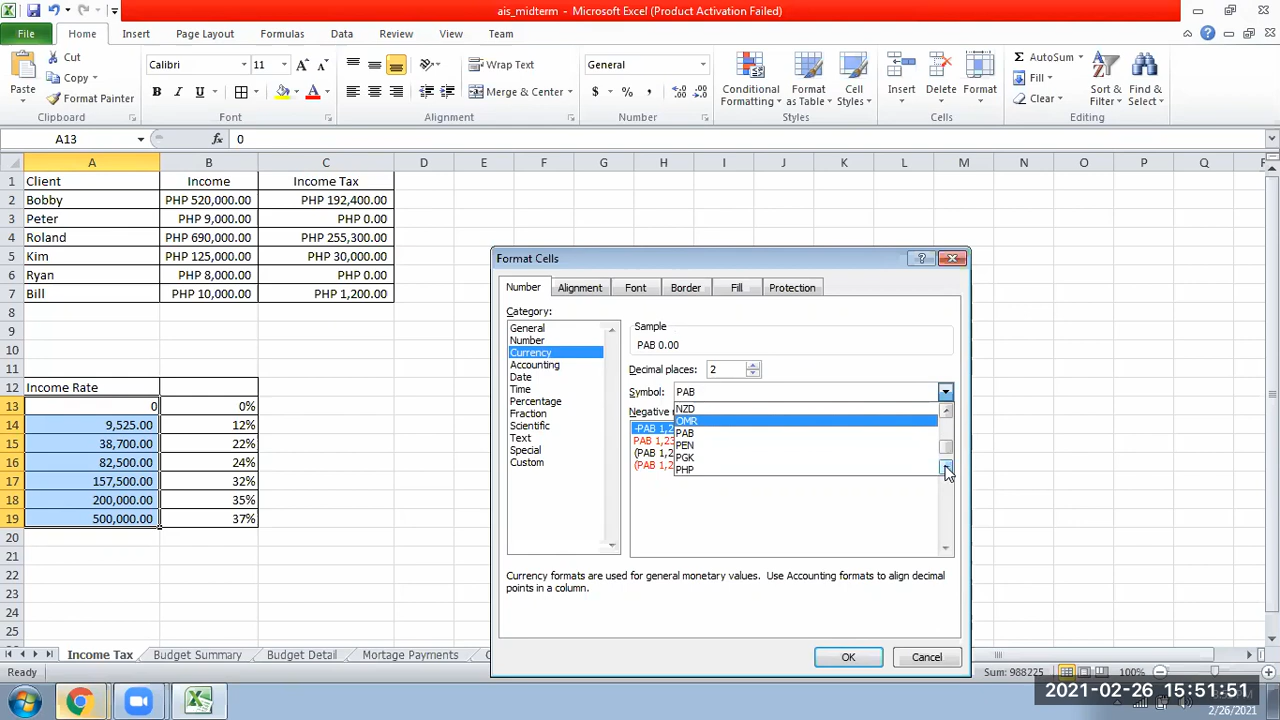 ais_midterm - Microsoft Excel (Product Activation Failed)
File Home Insert Page Layout Formulas Data Review View Team
Cut Calibri 11 Wrap Text General AutoSum
Copy Fill
Paste Format Painter B I U A Merge & Center $ % , Conditional Formatting Format as Table Cell Styles Insert Delete Format Clear Sort & Filter Find & Select
Clipboard Font Alignment Number Styles Cells Editing
A13 fx 0
A B C D E F G H I J K L M N O P Q R
1 Client Income Income Tax
2 Bobby PHP 520,000.00 PHP 192,400.00
3 Peter PHP 9,000.00 PHP 0.00
4 Roland PHP 690,000.00 PHP 255,300.00
5 Kim PHP 125,000.00 PHP 30,000.00
6 Ryan PHP 8,000.00 PHP 0.00
7 Bill PHP 10,000.00 PHP 1,200.00
8
9
10
11
12 Income Rate
13 0 0%
14 9,525.00 12%
15 38,700.00 22%
16 82,500.00 24%
17 157,500.00 32%
18 200,000.00 35%
19 500,000.00 37%
20
21
22
23
24
25
Format Cells
Number Alignment Font Border Fill Protection
Category:
General
Number
Currency
Accounting
Date
Time
Percentage
Fraction
Scientific
Text
Special
Custom
Sample
PAB 0.00
Decimal places: 2
Symbol: PAB
Negative
-PAB 1,2
PAB 1,23
(PAB 1,2
(PAB 1,2
NZD
OMR
PAB
PEN
PGK
PHP
Currency formats are used for general monetary values. Use Accounting formats to align decimal
points in a column.
OK Cancel
Income Tax Budget Summary Budget Detail Mortage Payments
Ready Sum: 988225 100%
2021-02-26 15:51:51
2/26/2021